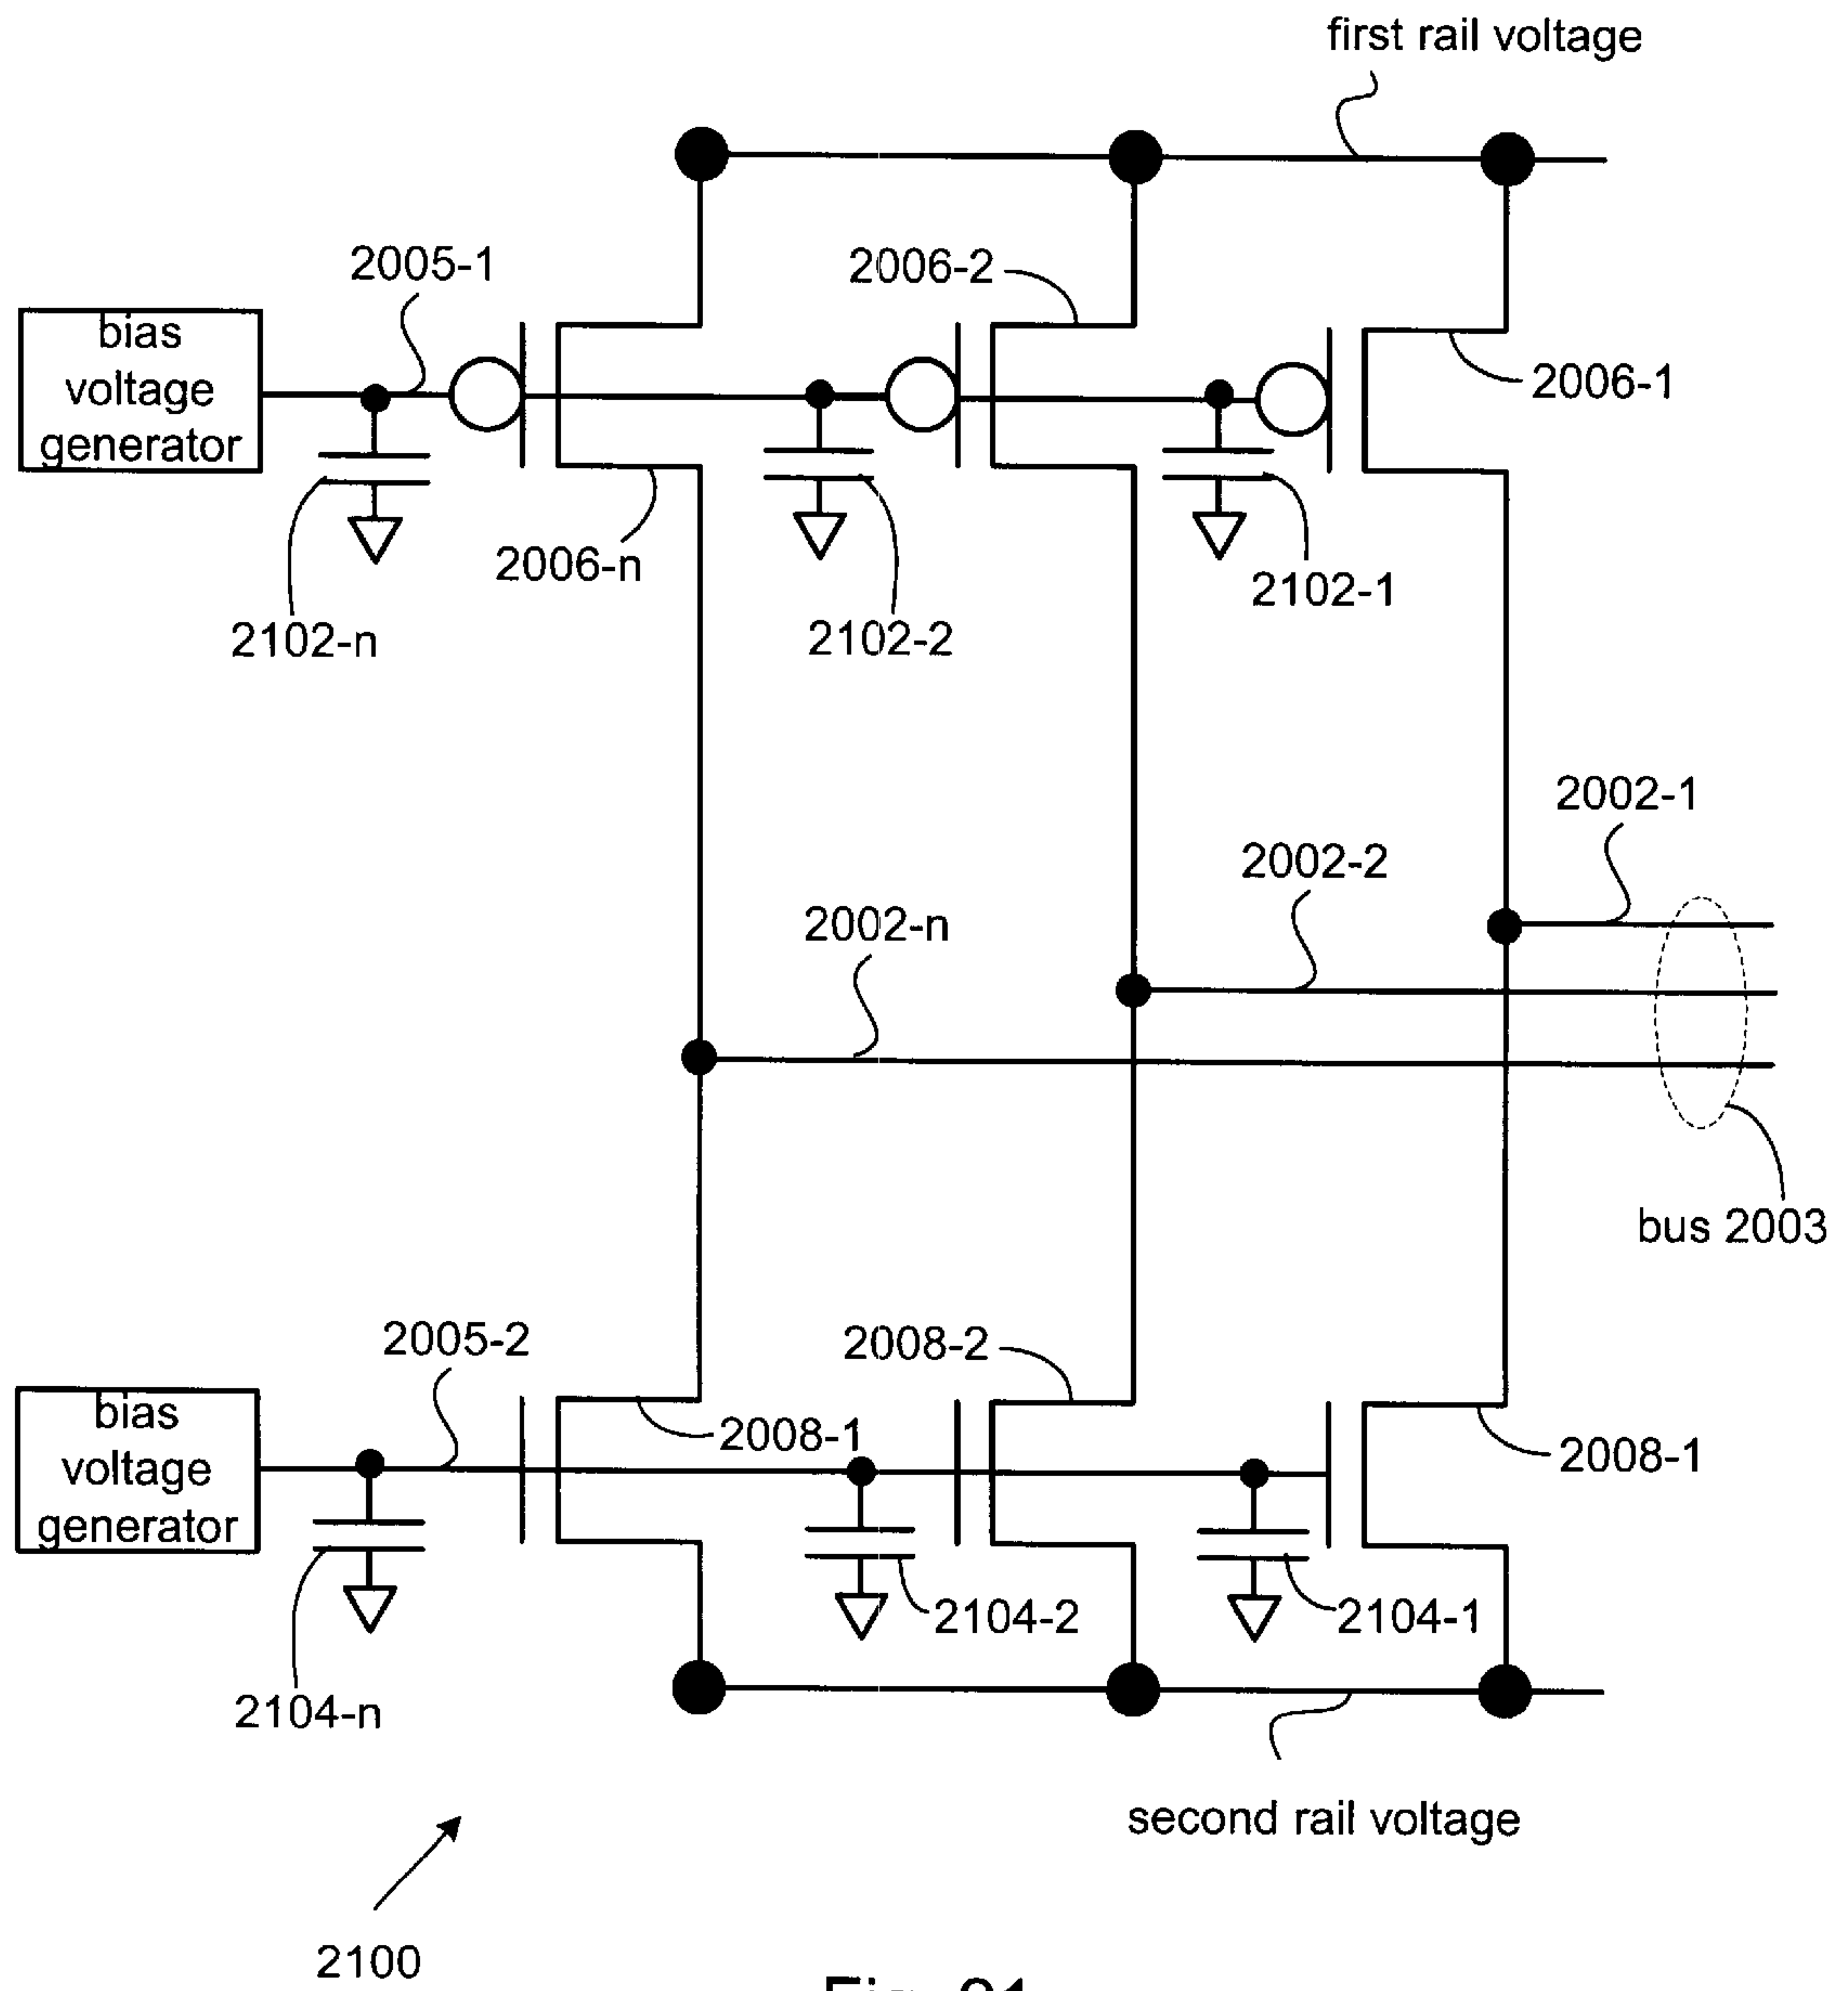 first rail voltage
2005-1
2006-2
bias
voltage
generator
2006-1
2006-n
2102-1
2102-n
2102-2
2002-1
2002-2
2002-n
bus 2003
2005-2
2008-2
bias
voltage
generator
2008-1
2008-1
2104-2
2104-1
2104-n
second rail voltage
2100